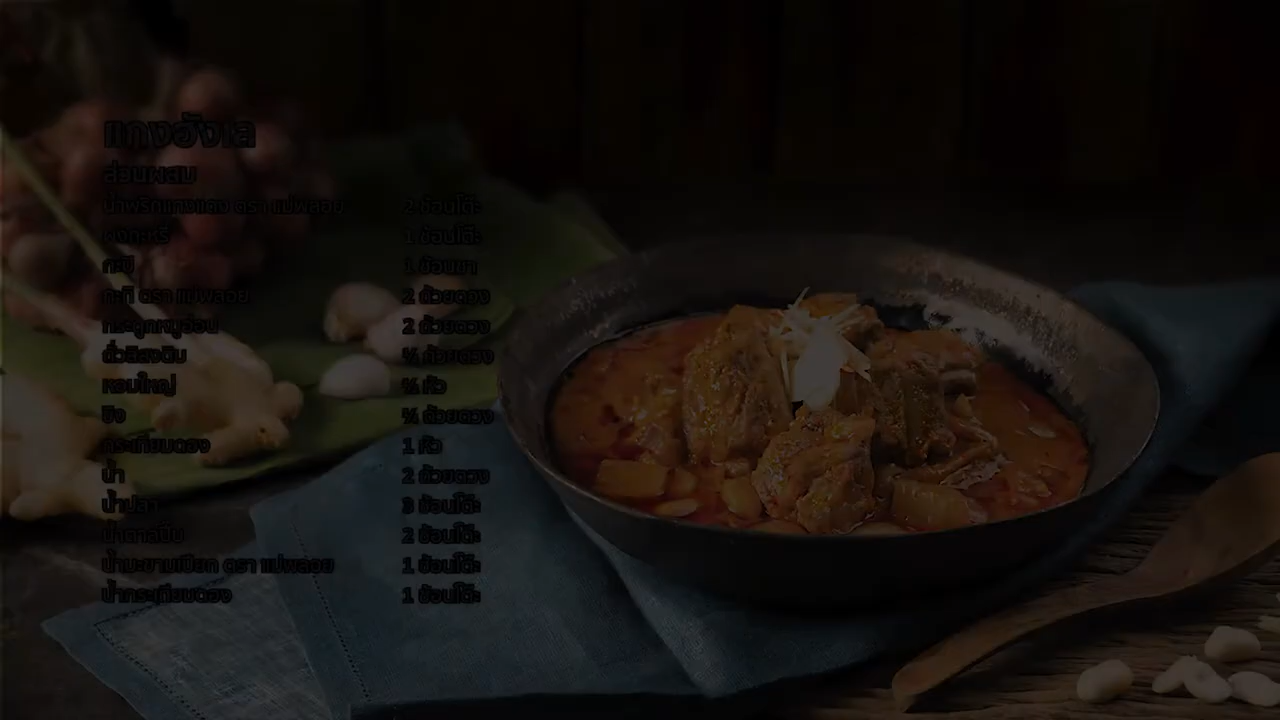 แกงฮังเล
ส่วนผสม
น้ำพริกแกงแดง ตรา แม่พลอย 2 ช้อนโต๊ะ
ผงกะหรี่ 1 ช้อนโต๊ะ
กะปิ 1 ช้อนชา
กะทิ ตรา แม่พลอย 2 ถ้วยตวง
กระดูกหมูอ่อน 2 ถ้วยตวง
ถั่วลิสงดิบ ถ้วยตวง
หอมใหญ่ หัว
ขิง ถ้วยตวง
กระเทียมดอง 1 หัว
น้ำ 2 ถ้วยตวง
น้ำปลา 3 ช้อนโต๊ะ
น้ำตาลปี๊บ 2 ช้อนโต๊ะ
น้ำมะขามเปียก ตรา แม่พลอย 1 ช้อนโต๊ะ
น้ำกระเทียมดอง 1 ช้อนโต๊ะ